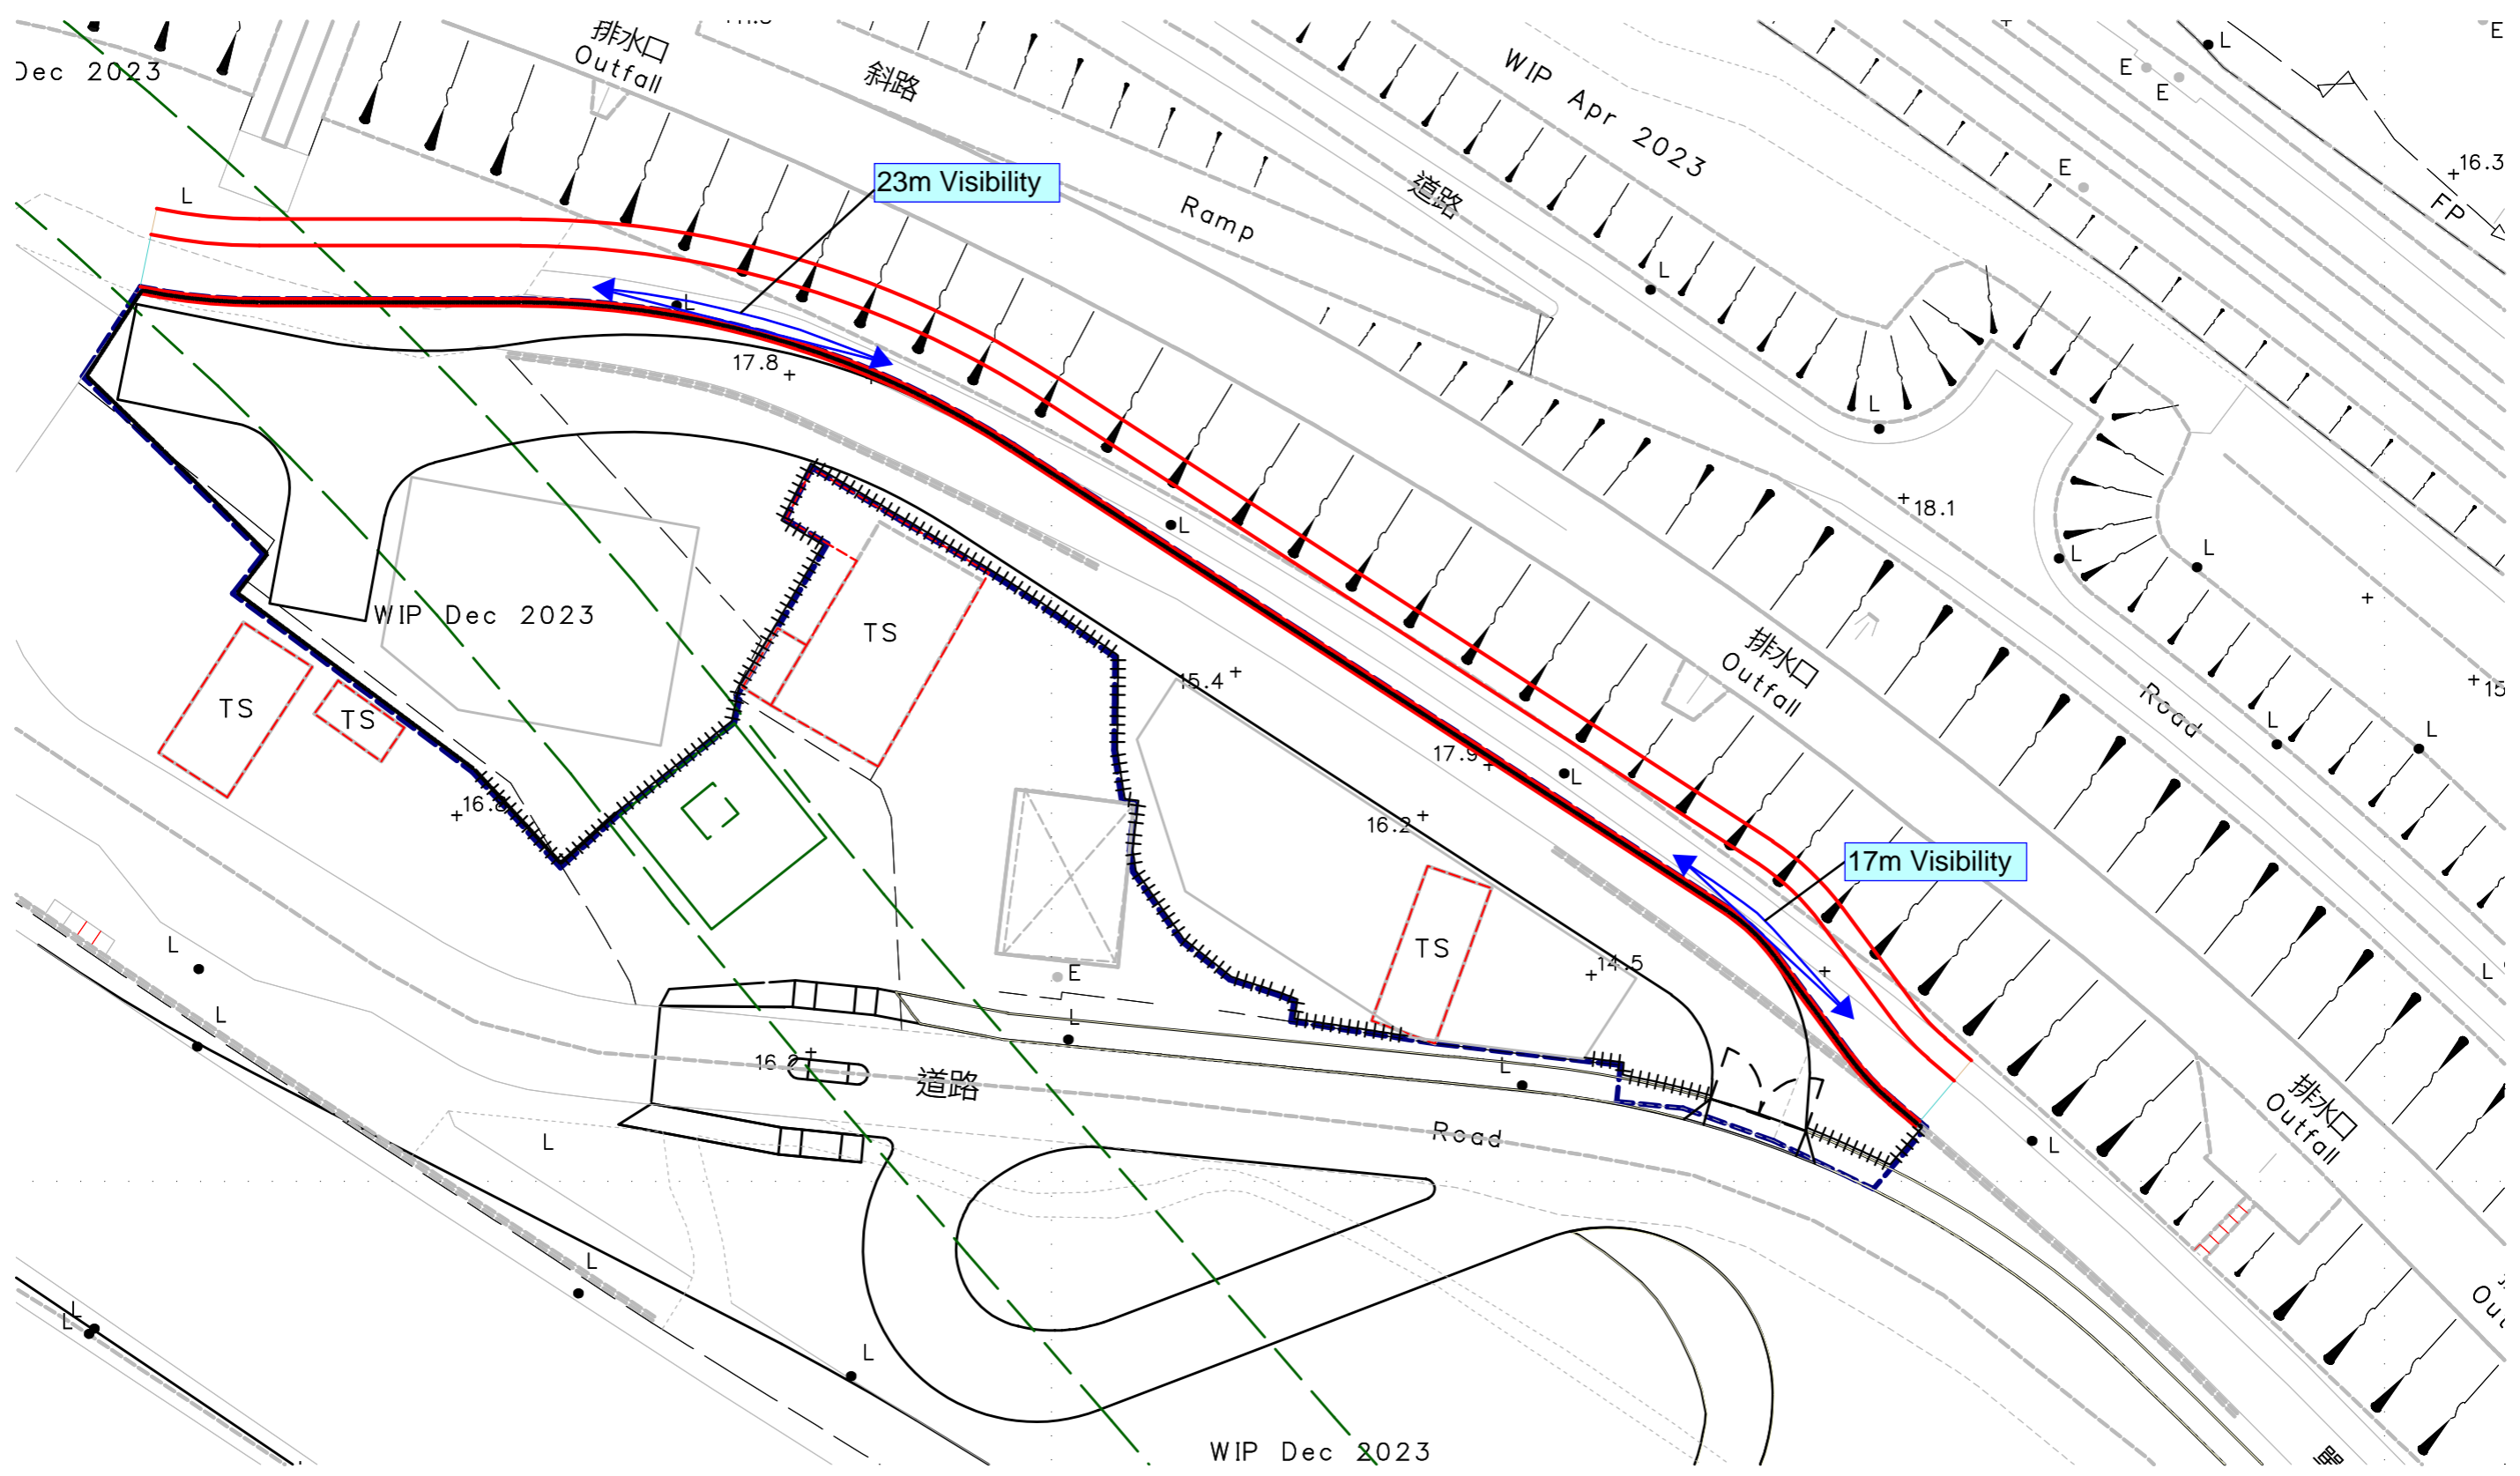 排水口
Outfall
Dec 2023
斜路
WIP Apr 2023
E
E
E
E
L
16.3
FP
23m Visibility
L
Ramp
道路
L
L
17.8
L
18.1
L
L
L
WIP Dec 2023
TS
TS
TS
15.4
排水口
Outfall
Road
15
L
L
17.9
L
16.8
16.2
17m Visibility
TS
14.5
L
E
L
L
L
16.2
道路
L
Road
L
L
排水口
Outfall
L
L
L
L
WIP Dec 2023